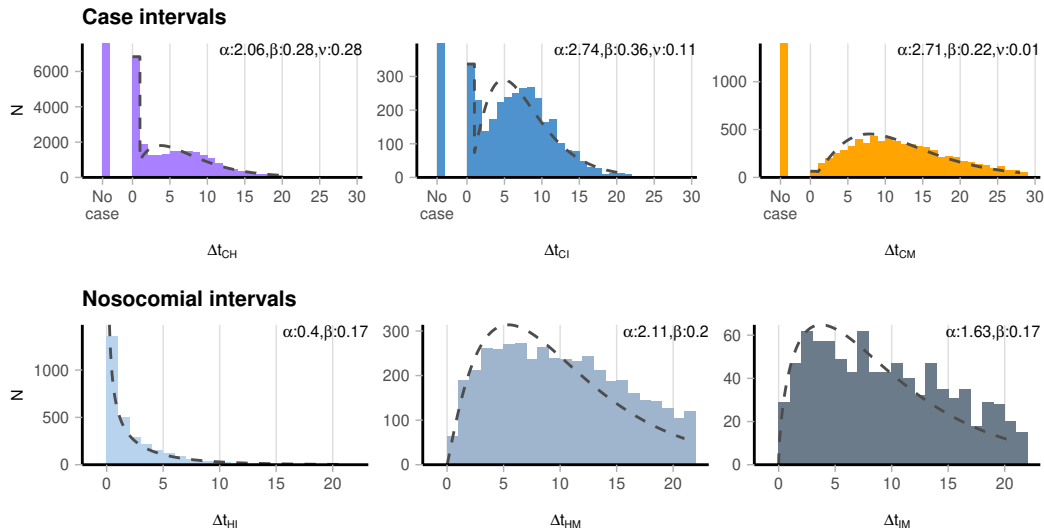 Case intervals
α:2.06,β:0.28,ν:0.28
α:2.74,β:0.36,ν:0.11
α:2.71,β:0.22,ν:0.01
N
6000
4000
2000
0
300
200
100
0
1000
500
0
No case
0 5 10 15 20 25 30
No case
0 5 10 15 20 25 30
No case
0 5 10 15 20 25 30
Δt_CH
Δt_CI
Δt_CM
Nosocomial intervals
α:0.4,β:0.17
α:2.11,β:0.2
α:1.63,β:0.17
N
1000
500
0
300
200
100
0
60
40
20
0
0 5 10 15 20
0 5 10 15 20
0 5 10 15 20
Δt_HI
Δt_HM
Δt_IM